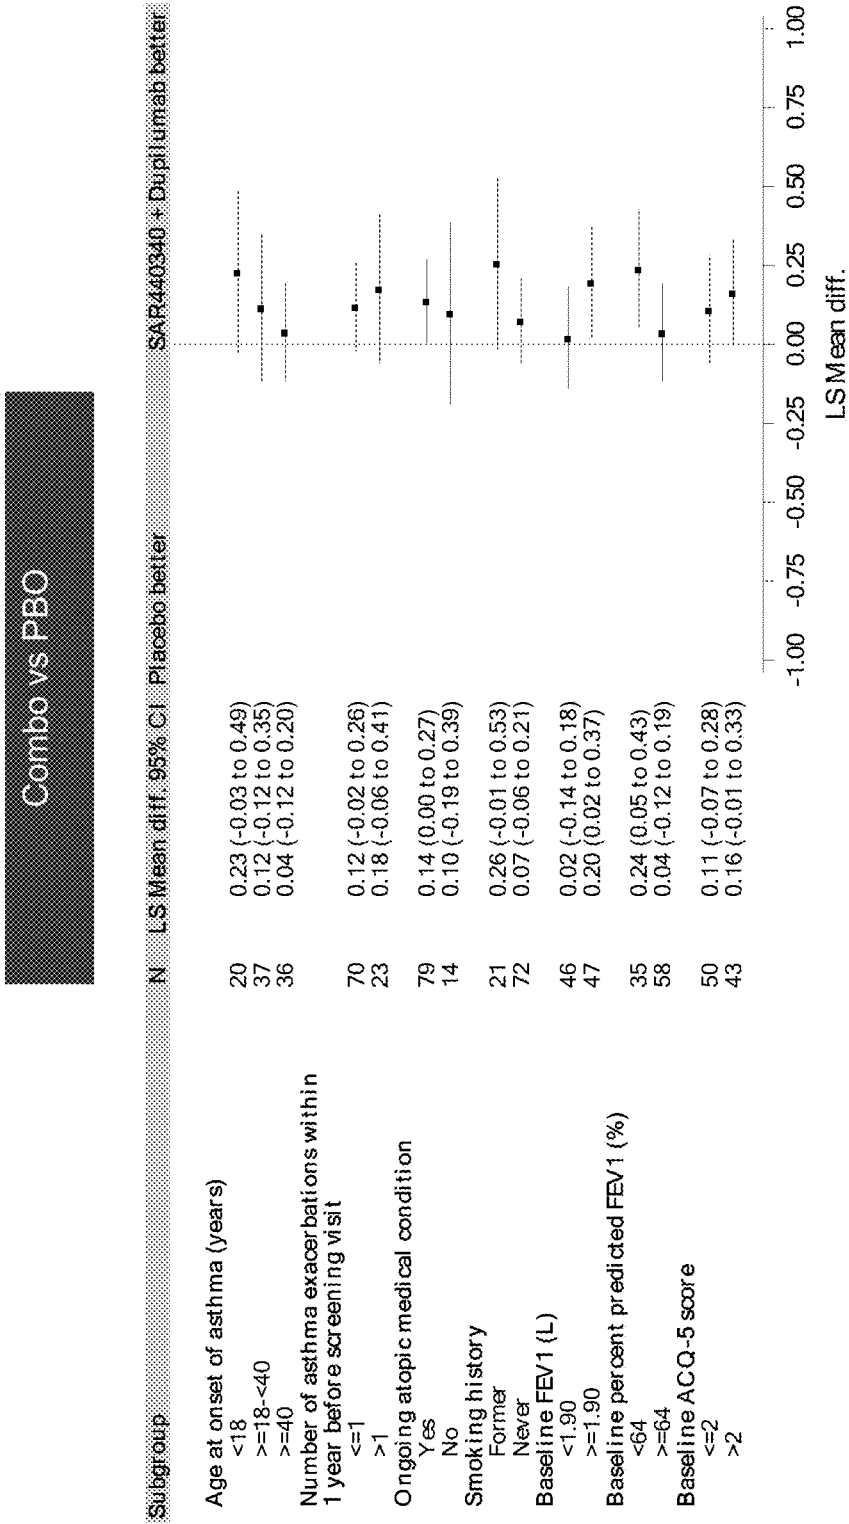 Combo vs PBO
Subgroup N LS Mean diff. 95% CI Placebo better SAR440340 + Dupilumab better
Age at onset of asthma (years)
<18 20 0.23 (-0.03 to 0.49)
>=18-<40 37 0.12 (-0.12 to 0.35)
>=40 36 0.04 (-0.12 to 0.20)
Number of asthma exacerbations within
1 year before screening visit
<=1 70 0.12 (-0.02 to 0.26)
>1 23 0.18 (-0.06 to 0.41)
Ongoing atopic medical condition
Yes 79 0.14 (0.00 to 0.27)
No 14 0.10 (-0.19 to 0.39)
Smoking history
Former 21 0.26 (-0.01 to 0.53)
Never 72 0.07 (-0.06 to 0.21)
Baseline FEV1 (L)
<1.90 46 0.02 (-0.14 to 0.18)
>=1.90 47 0.20 (0.02 to 0.37)
Baseline percent predicted FEV1 (%)
<64 35 0.24 (0.05 to 0.43)
>=64 58 0.04 (-0.12 to 0.19)
Baseline ACQ-5 score
<=2 50 0.11 (-0.07 to 0.28)
>2 43 0.16 (-0.01 to 0.33)
-1.00 -0.75 -0.50 -0.25 0.00 0.25 0.50 0.75 1.00
LS Mean diff.